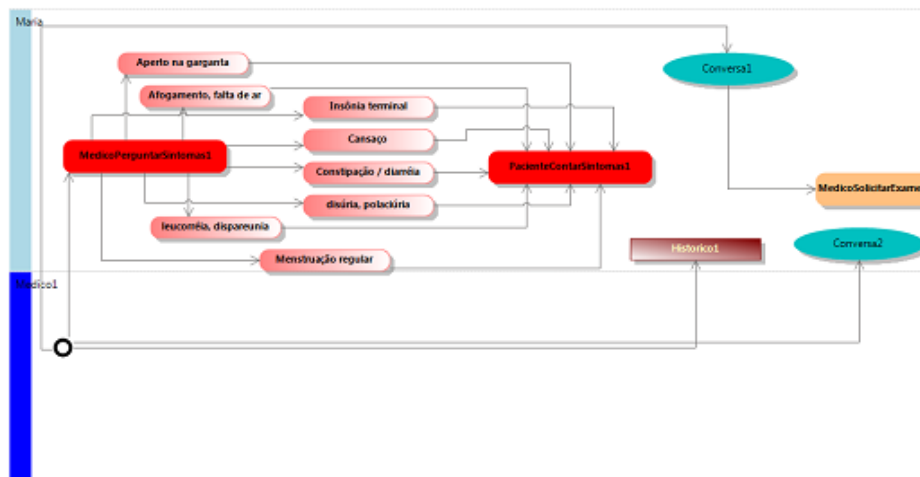 Maria
Aperto na garganta
Conversa1
Afogamento, falta de ar
Insônia terminal
Cansaço
MedicoPerguntarSintomas1
PacienteContarSintomas1
Constipação / diarréia
MedicoSolicitarExame
disúria, polaciúria
leucorréia, dispareunia
Historico1
Conversa2
Menstruação regular
Medico1